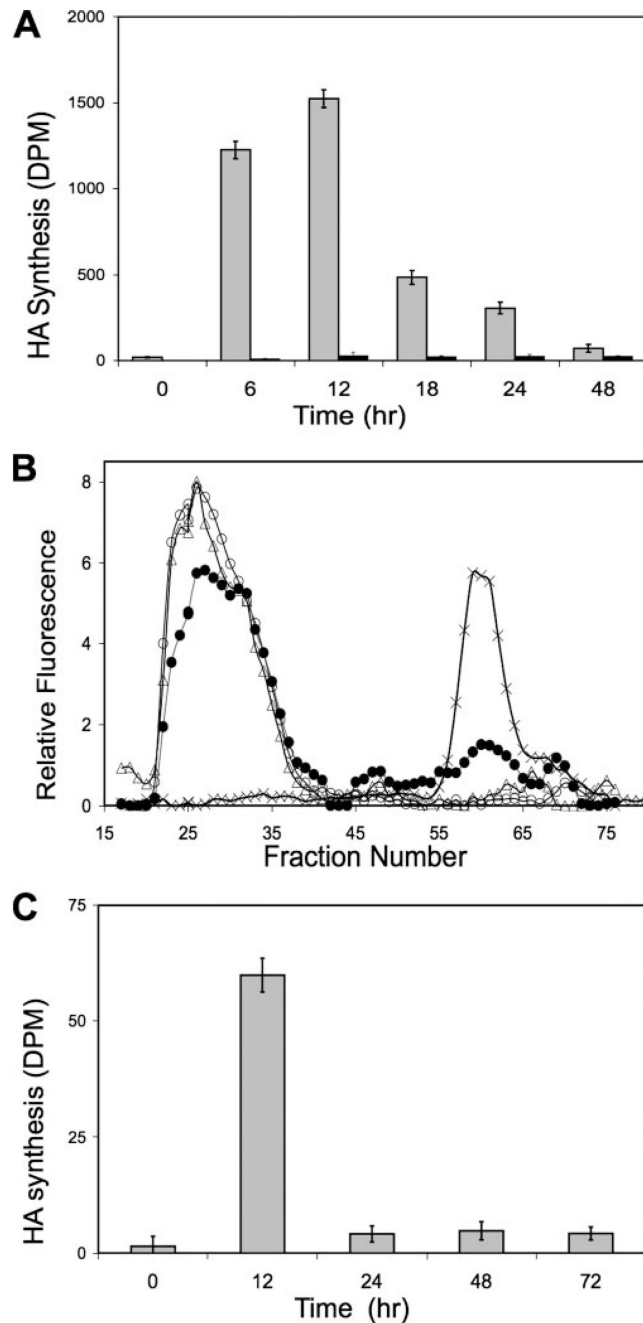 A
2000
1500
1000
500
0
HA Synthesis (DPM)
0 6 12 18 24 48
Time (hr)
B
8
6
4
2
0
Relative Fluorescence
15 25 35 45 55 65 75
Fraction Number
C
75
50
25
0
HA synthesis (DPM)
0 12 24 48 72
Time (hr)